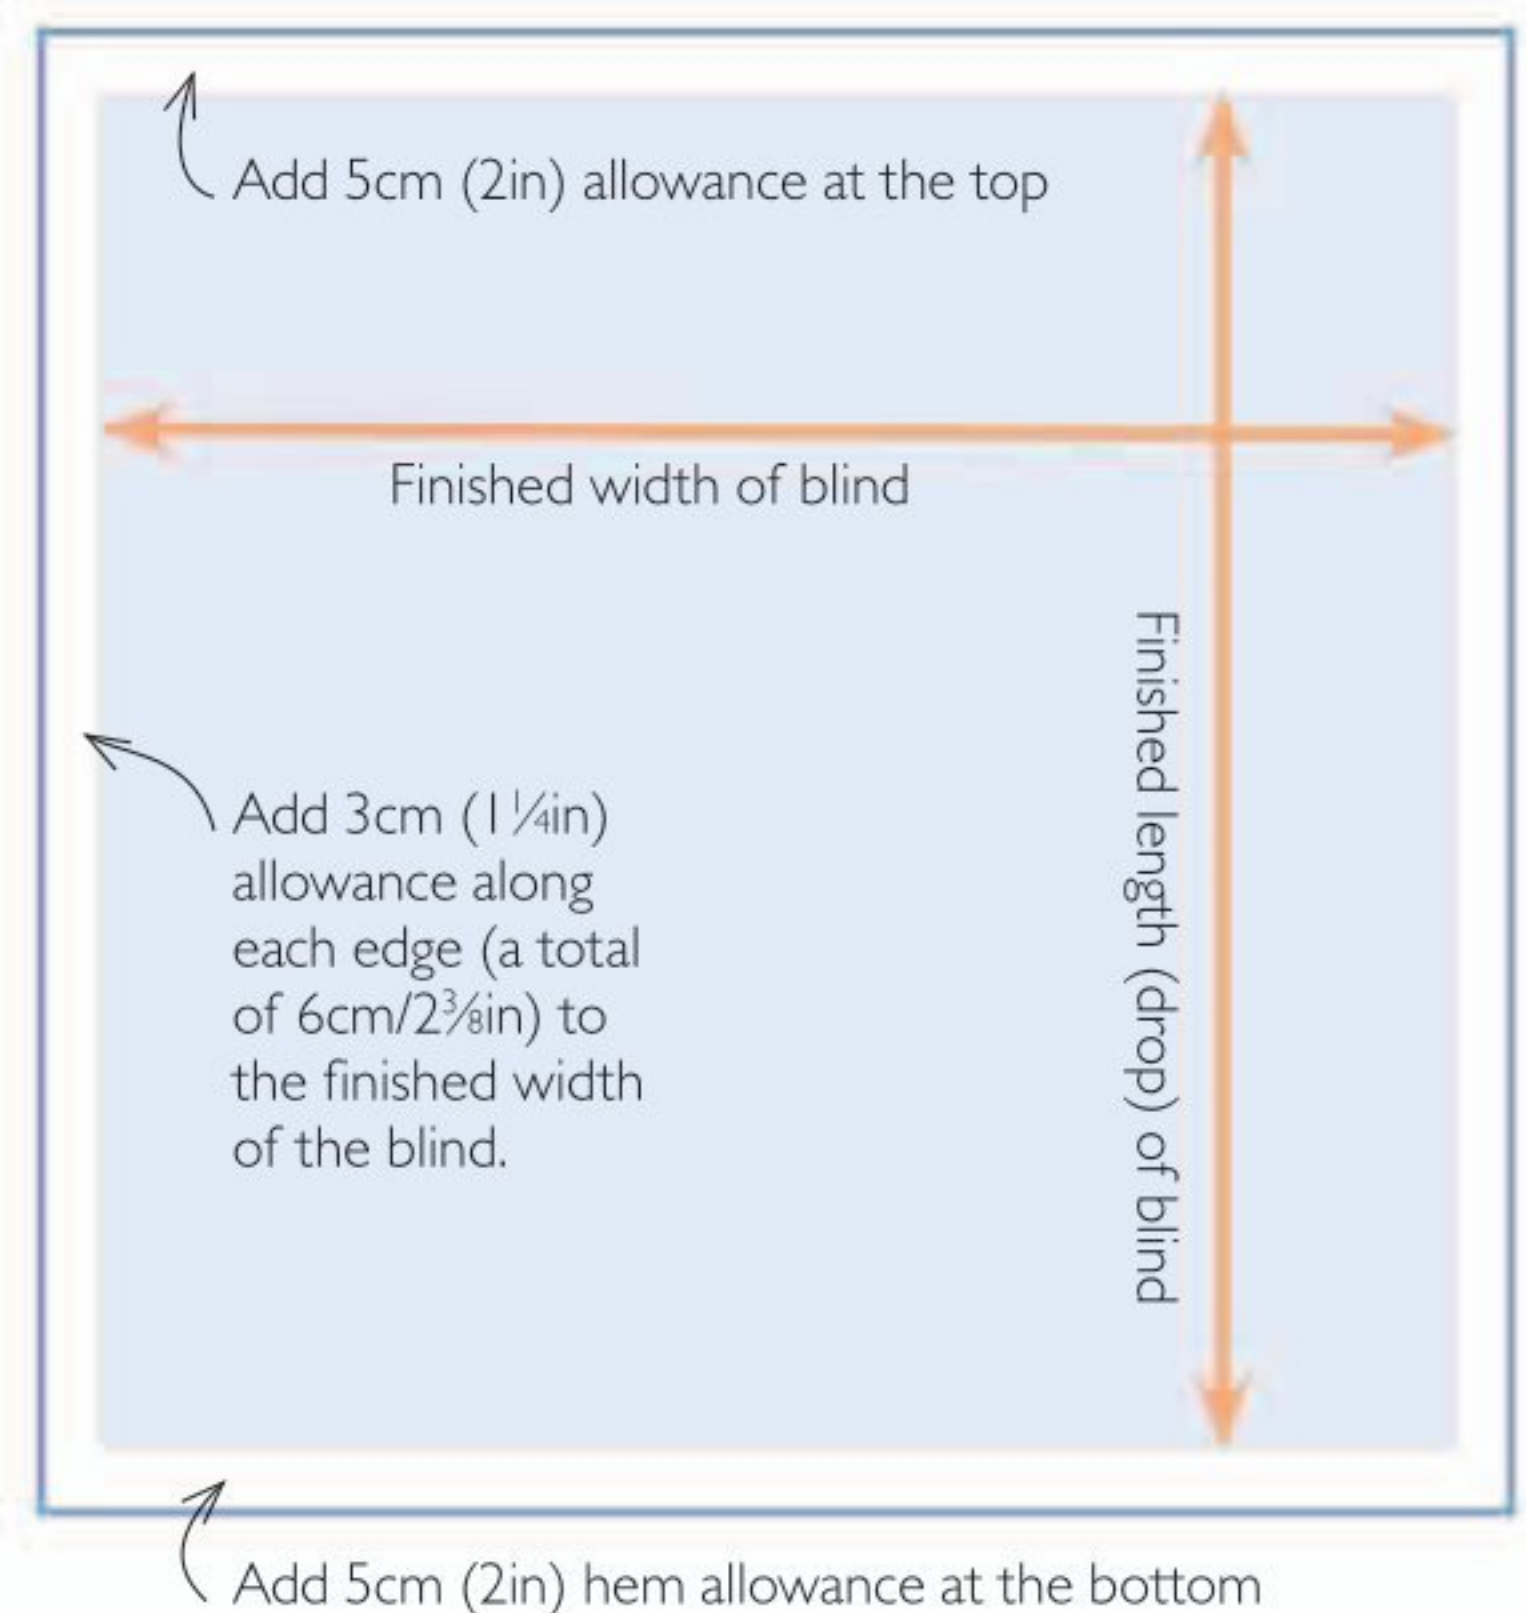 Add 5cm (2in) allowance at the top
Finished width of blind
Finished length (drop) of blind
Add 3cm (1¼in)
allowance along
each edge (a total
of 6cm/2⅜in) to
the finished width
of the blind.
Add 5cm (2in) hem allowance at the bottom